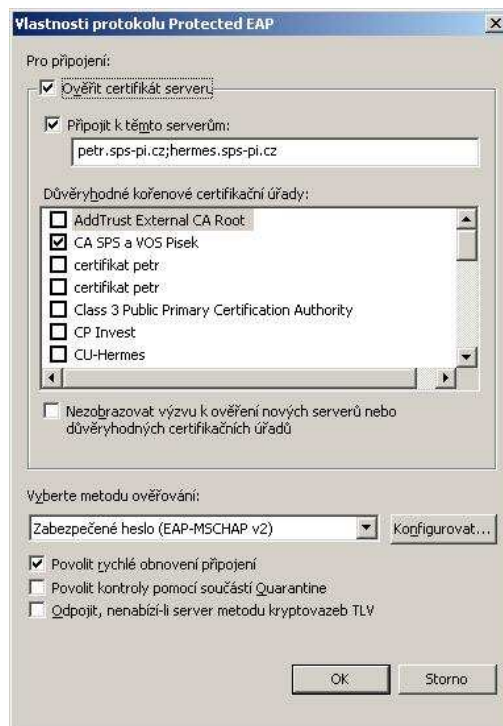 Vlastnosti protokolu Protected EAP
Pro připojení:
Ověřit certifikát serveru
Připojit k těmto serverům:
petr.sps-pi.cz;hermes.sps-pi.cz
Důvěryhodné kořenové certifikační úřady:
AddTrust External CA Root
CA SPS a VOS Pisek
certifikat petr
certifikat petr
Class 3 Public Primary Certification Authority
CP Invest
CU-Hermes
Nezobrazovat výzvu k ověření nových serverů nebo
důvěryhodných certifikačních úřadů
Vyberte metodu ověřování:
Zabezpečené heslo (EAP-MSCHAP v2)
Konfigurovat...
Povolit rychlé obnovení připojení
Povolit kontroly pomocí součástí Quarantine
Odpojit, nenabízí-li server metodu kryptovazeb TLV
OK
Storno